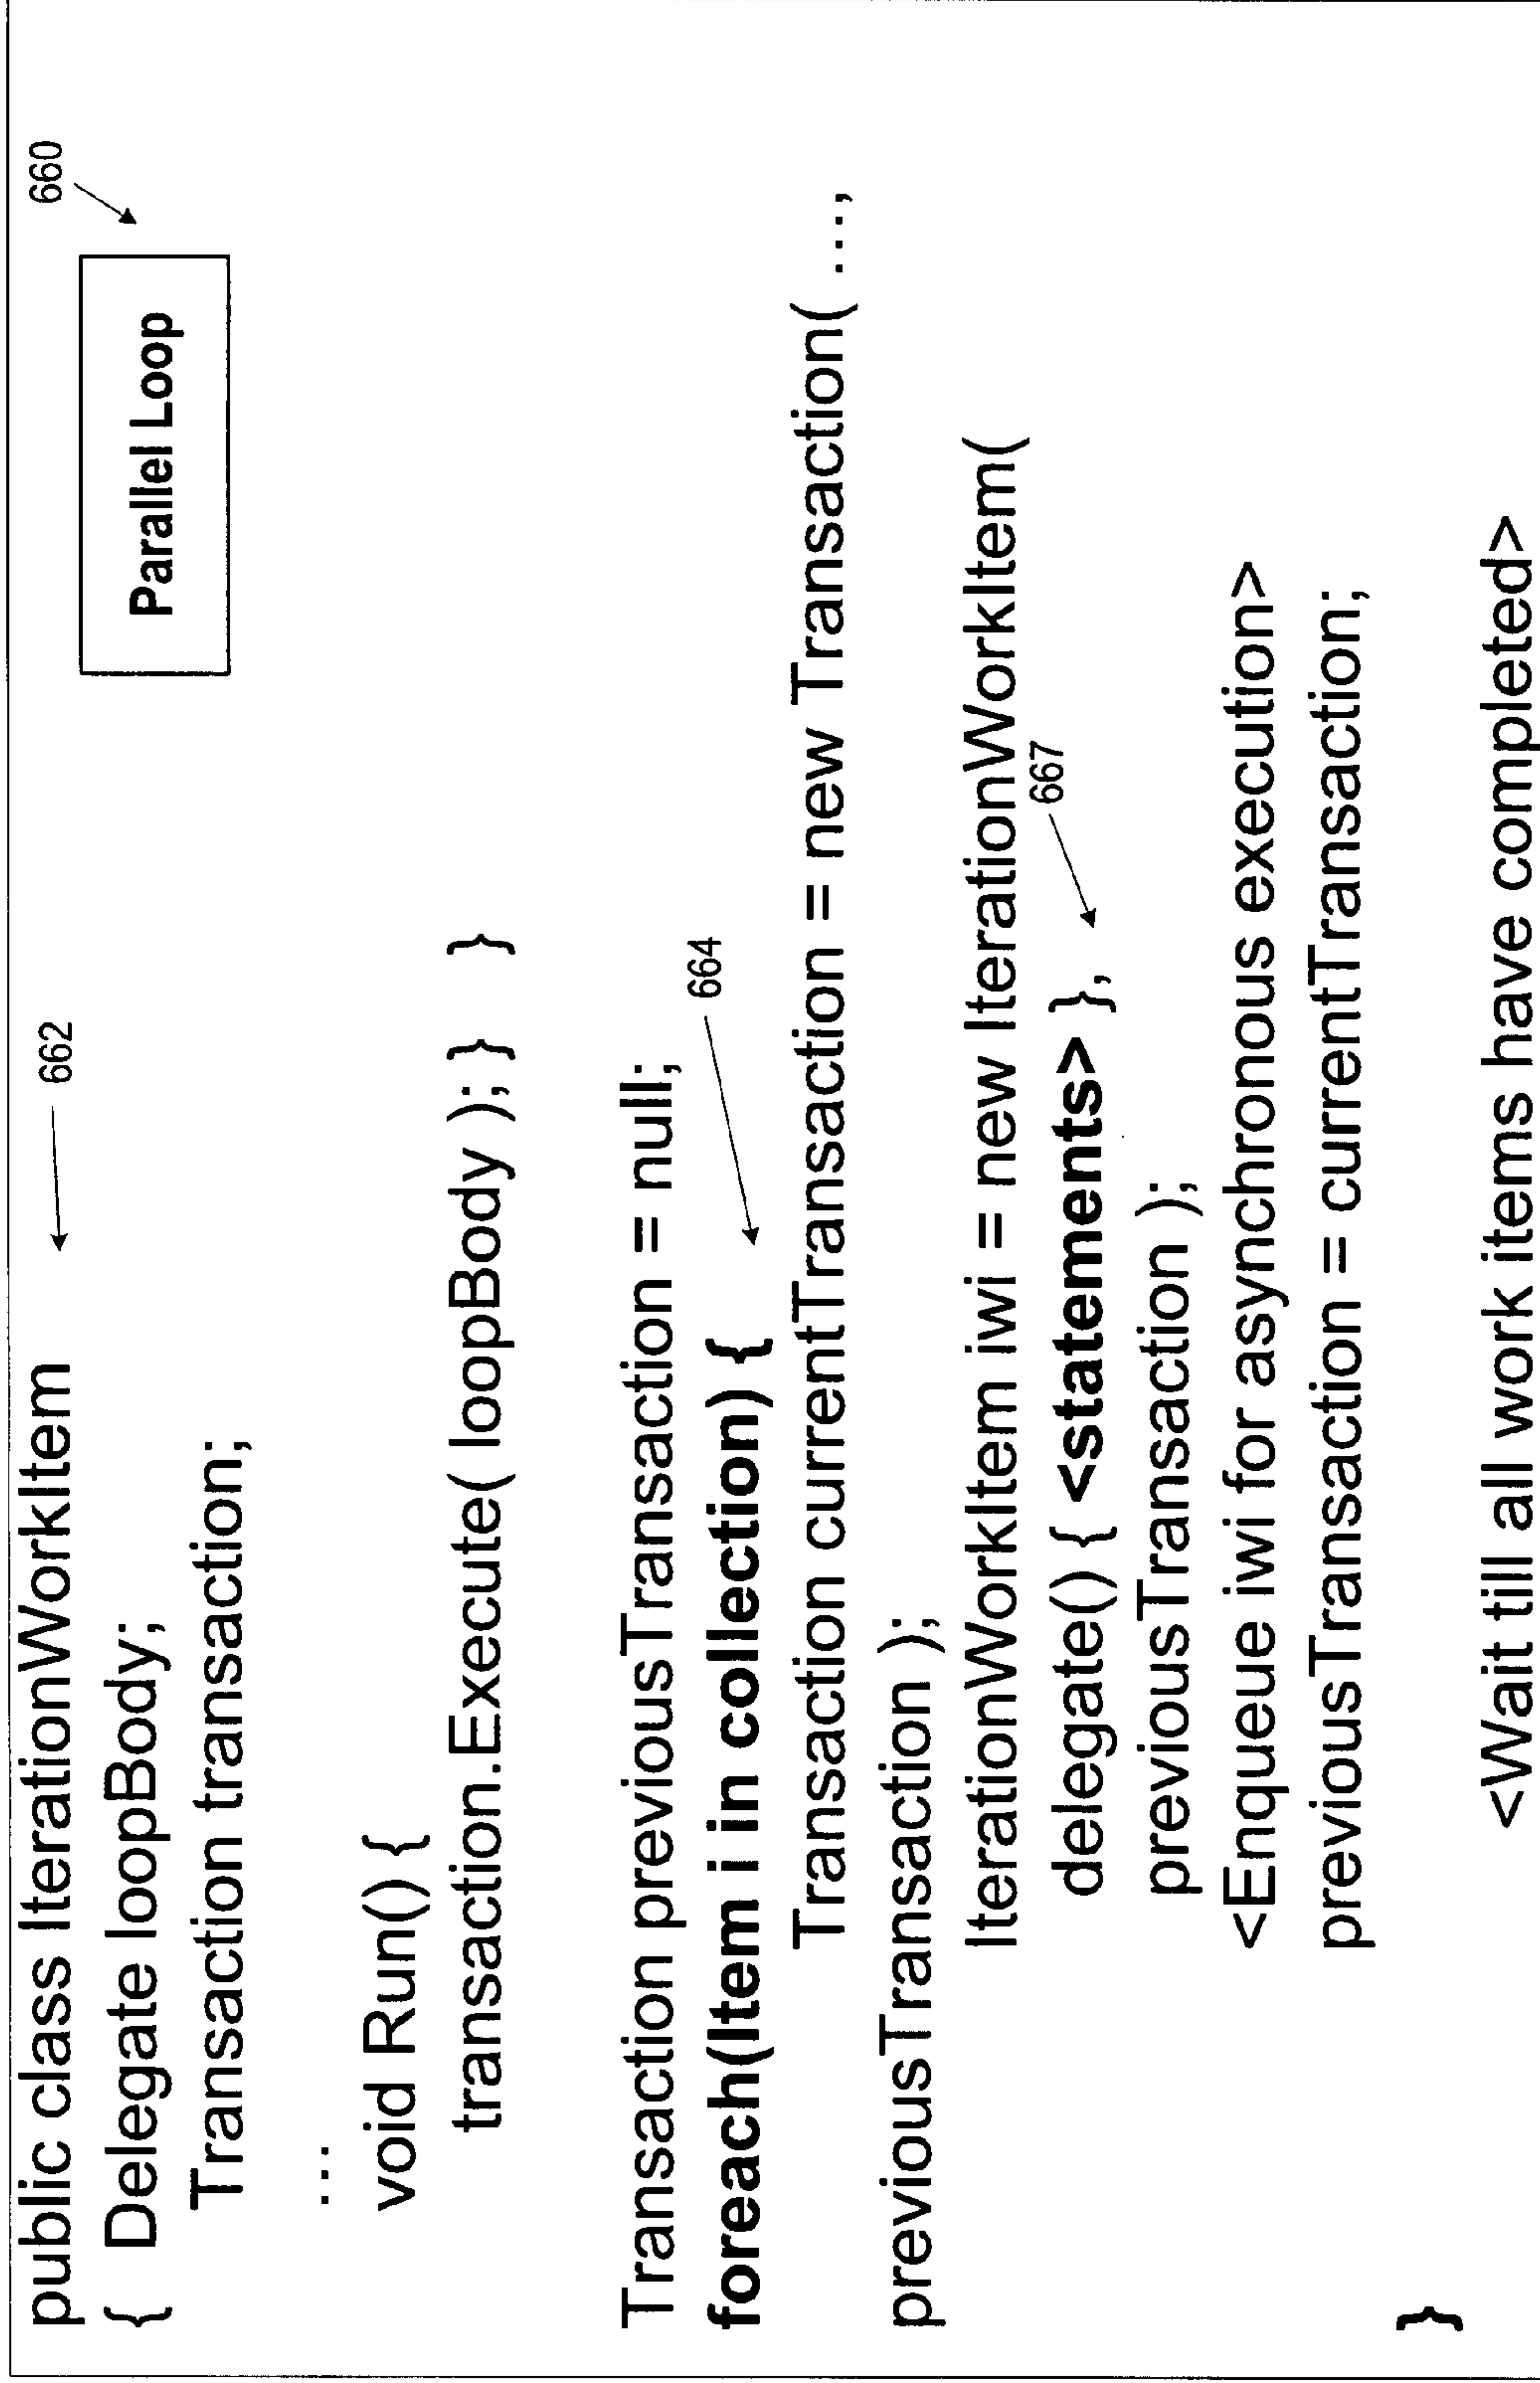 660
Parallel Loop
public class IterationWorkItem
662
{ Delegate loopBody;
Transaction transaction;
...
void Run() {
transaction.Execute( loopBody ); } }
Transaction previousTransaction = null;
664
foreach(Item i in collection) {
Transaction currentTransaction = new Transaction( ...,
previousTransaction );
IterationWorkItem iwi = new IterationWorkItem(
667
delegate() { <statements> },
previousTransaction );
<Enqueue iwi for asynchronous execution>
previousTransaction = currentTransaction;
}
<Wait till all work items have completed>